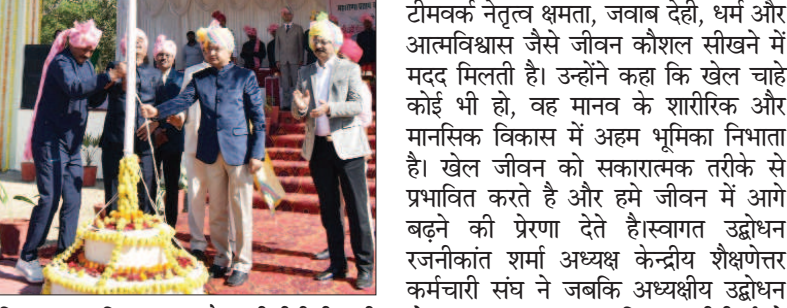 टीमवर्क नेतृत्व क्षमता, जवाब देही, धर्म और
आत्मविश्वास जैसे जीवन कौशल सीखने में
मदद मिलती है। उन्होंने कहा कि खेल चाहे
कोई भी हो, वह मानव के शारीरिक और
मानसिक विकास में अहम भूमिका निभाता
है। खेल जीवन को सकारात्मक तरीके से
प्रभावित करते है और हमे जीवन में आगे
बढ़ने की प्रेरणा देते है।स्वागत उद्बोधन
रजनीकांत शर्मा अध्यक्ष केन्द्रीय शैक्षणेत्तर
कर्मचारी संघ ने जबकि अध्यक्षीय उद्बोधन